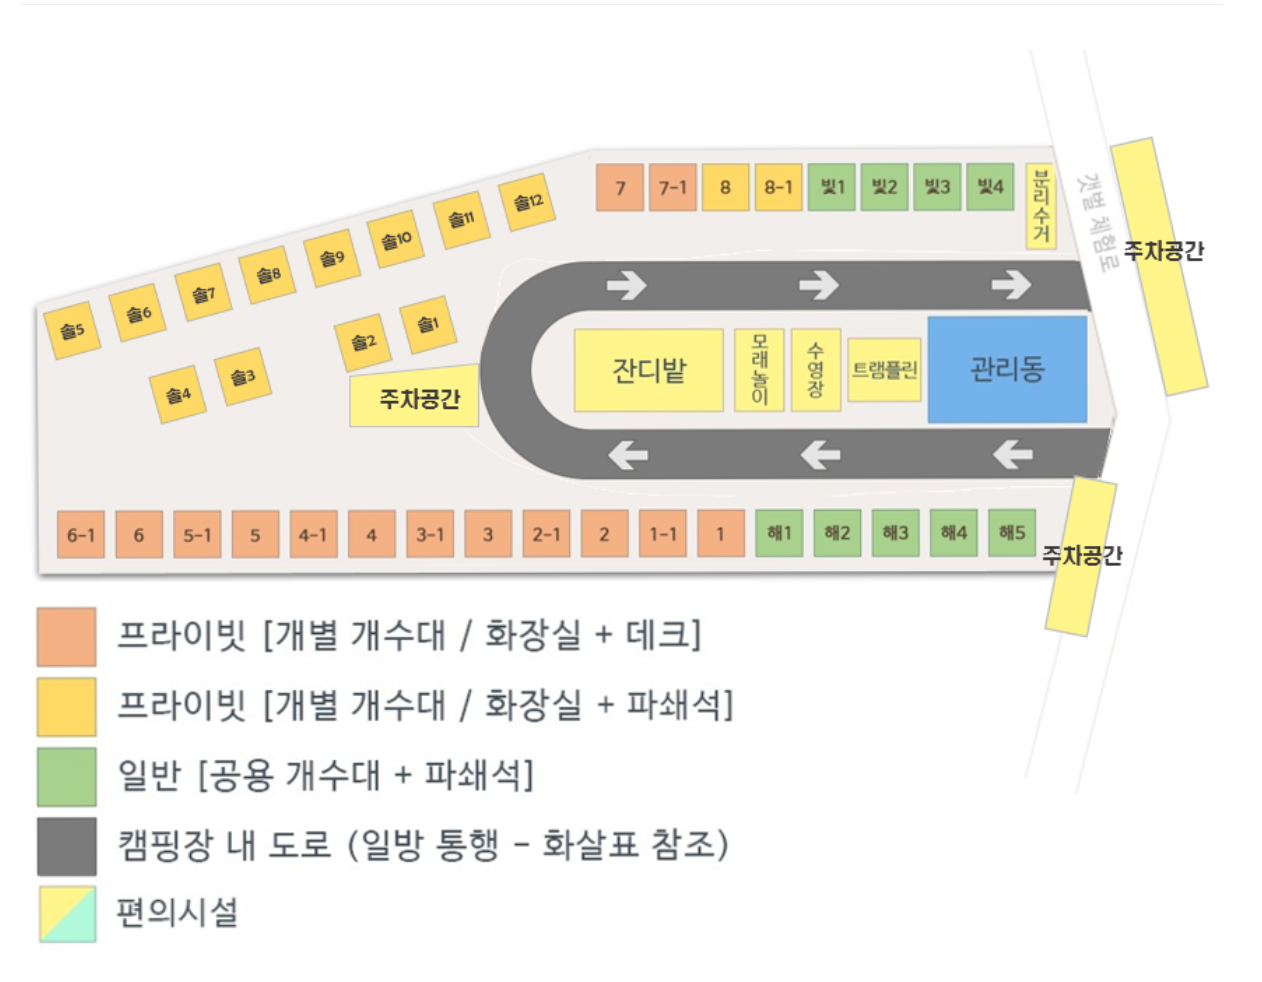 7
7-1
8
8-1
빛1
빛2
빛3
빛4
분리수거
갯벌 체험로
주차공간
솔12
솔11
솔10
솔9
솔8
솔7
솔6
솔5
솔1
솔2
솔3
솔4
주차공간
잔디밭
모래놀이
수영장
트램플린
관리동
6-1
6
5-1
5
4-1
4
3-1
3
2-1
2
1-1
1
해1
해2
해3
해4
해5
주차공간
프라이빗 [개별 개수대 / 화장실 + 데크]
프라이빗 [개별 개수대 / 화장실 + 파쇄석]
일반 [공용 개수대 + 파쇄석]
캠핑장 내 도로 (일방 통행 - 화살표 참조)
편의시설